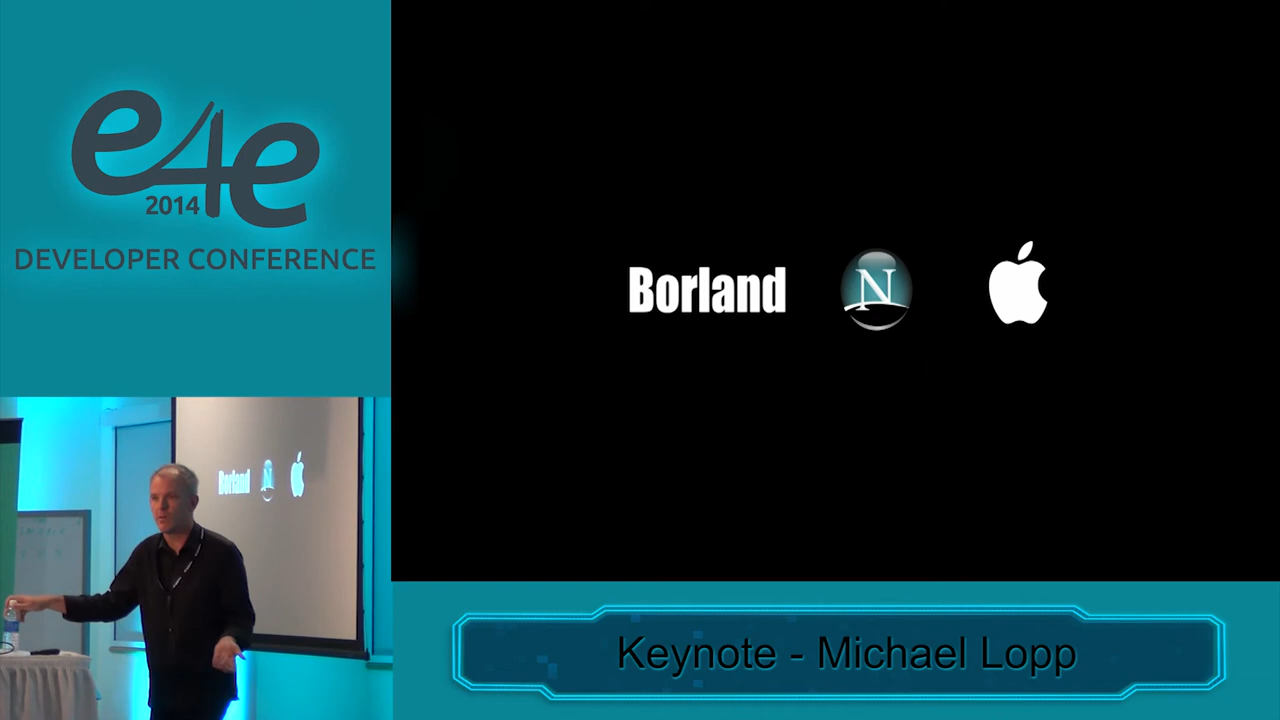 e4e
2014
DEVELOPER CONFERENCE
Borland
N
Borland
N
Keynote - Michael Lopp